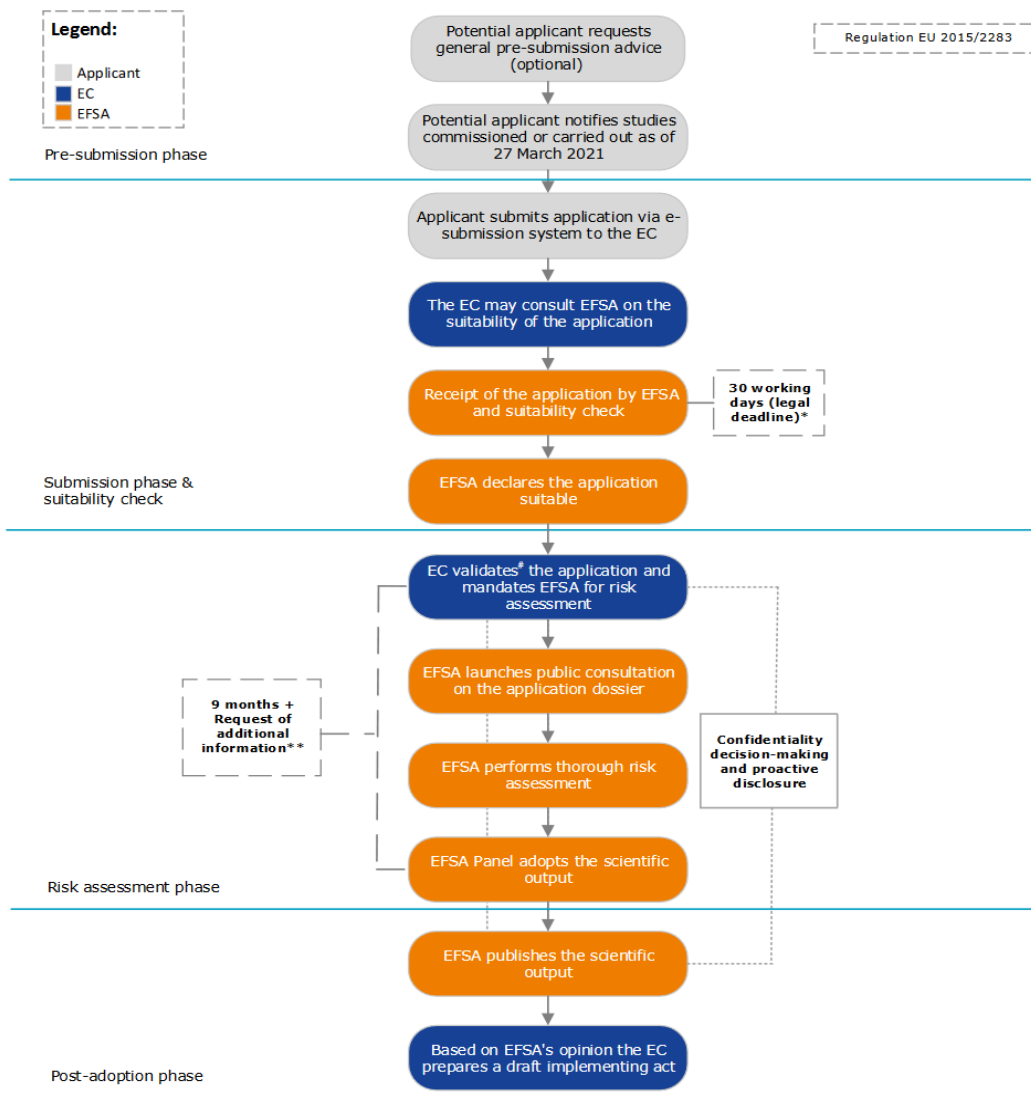 Legend:
Applicant
EC
EFSA
Regulation EU 2015/2283
Potential applicant requests
general pre-submission advice
(optional)
Potential applicant notifies studies
commissioned or carried out as of
27 March 2021
Pre-submission phase
Applicant submits application via e-
submission system to the EC
The EC may consult EFSA on the
suitability of the application
Receipt of the application by EFSA
and suitability check
30 working
days (legal
deadline)*
EFSA declares the application
suitable
Submission phase &
suitability check
EC validates# the application and
mandates EFSA for risk
assessment
EFSA launches public consultation
on the application dossier
9 months +
Request of
additional
information**
Confidentiality
decision-making
and proactive
disclosure
EFSA performs thorough risk
assessment
EFSA Panel adopts the scientific
output
Risk assessment phase
EFSA publishes the scientific
output
Based on EFSA's opinion the EC
prepares a draft implementing act
Post-adoption phase